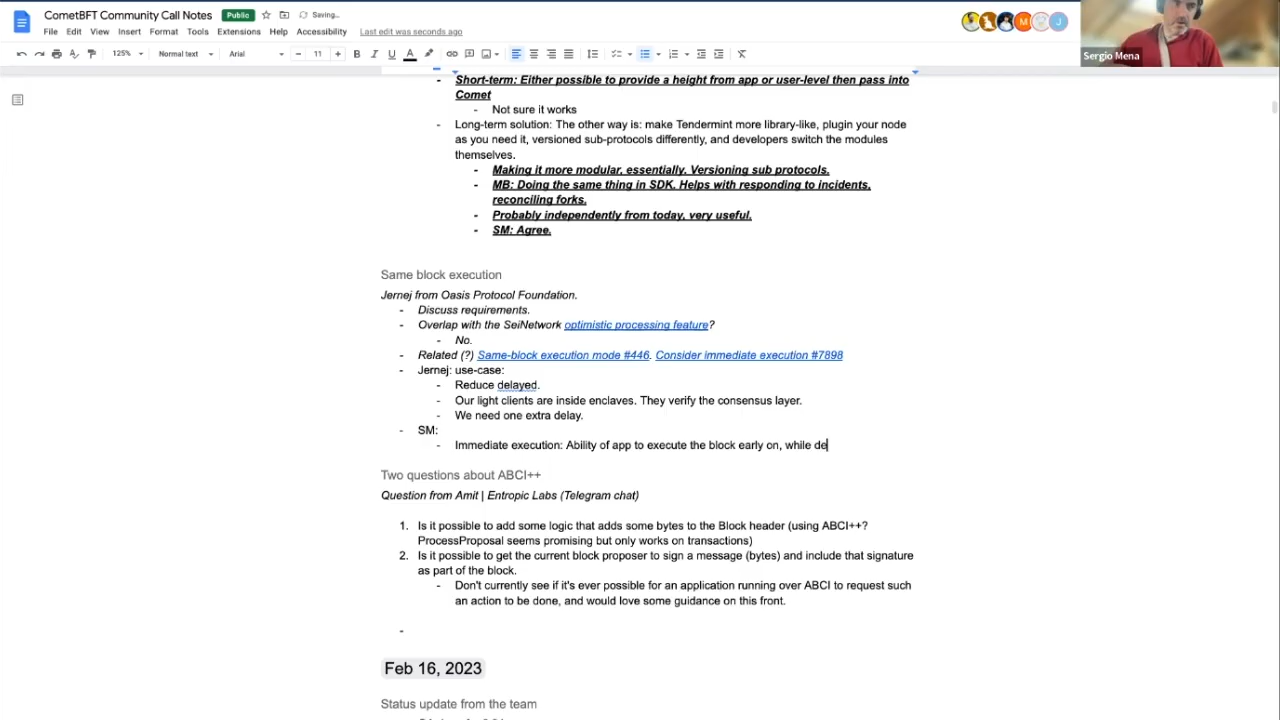 CometBFT Community Call Notes Public Saving...
File Edit View Insert Format Tools Extensions Help Accessibility Last edit was seconds ago
125% Normal text Arial - 11 + B I U A
M J
Sergio Mena
- Short-term: Either possible to provide a height from app or user-level then pass into
Comet
- Not sure it works
- Long-term solution: The other way is: make Tendermint more library-like, plugin your node
as you need it, versioned sub-protocols differently, and developers switch the modules
themselves.
- Making it more modular, essentially. Versioning sub protocols.
- MB: Doing the same thing in SDK. Helps with responding to incidents,
reconciling forks.
- Probably independently from today, very useful.
- SM: Agree.
Same block execution
Jernej from Oasis Protocol Foundation.
- Discuss requirements.
- Overlap with the SeiNetwork optimistic processing feature?
- No.
- Related (?) Same-block execution mode #446. Consider immediate execution #7898
- Jernej: use-case:
- Reduce delayed.
- Our light clients are inside enclaves. They verify the consensus layer.
- We need one extra delay.
- SM:
- Immediate execution: Ability of app to execute the block early on, while de
Two questions about ABCI++
Question from Amit | Entropic Labs (Telegram chat)
1. Is it possible to add some logic that adds some bytes to the Block header (using ABCI++?
ProcessProposal seems promising but only works on transactions)
2. Is it possible to get the current block proposer to sign a message (bytes) and include that signature
as part of the block.
- Don't currently see if it's ever possible for an application running over ABCI to request such
an action to be done, and would love some guidance on this front.
-
Feb 16, 2023
Status update from the team